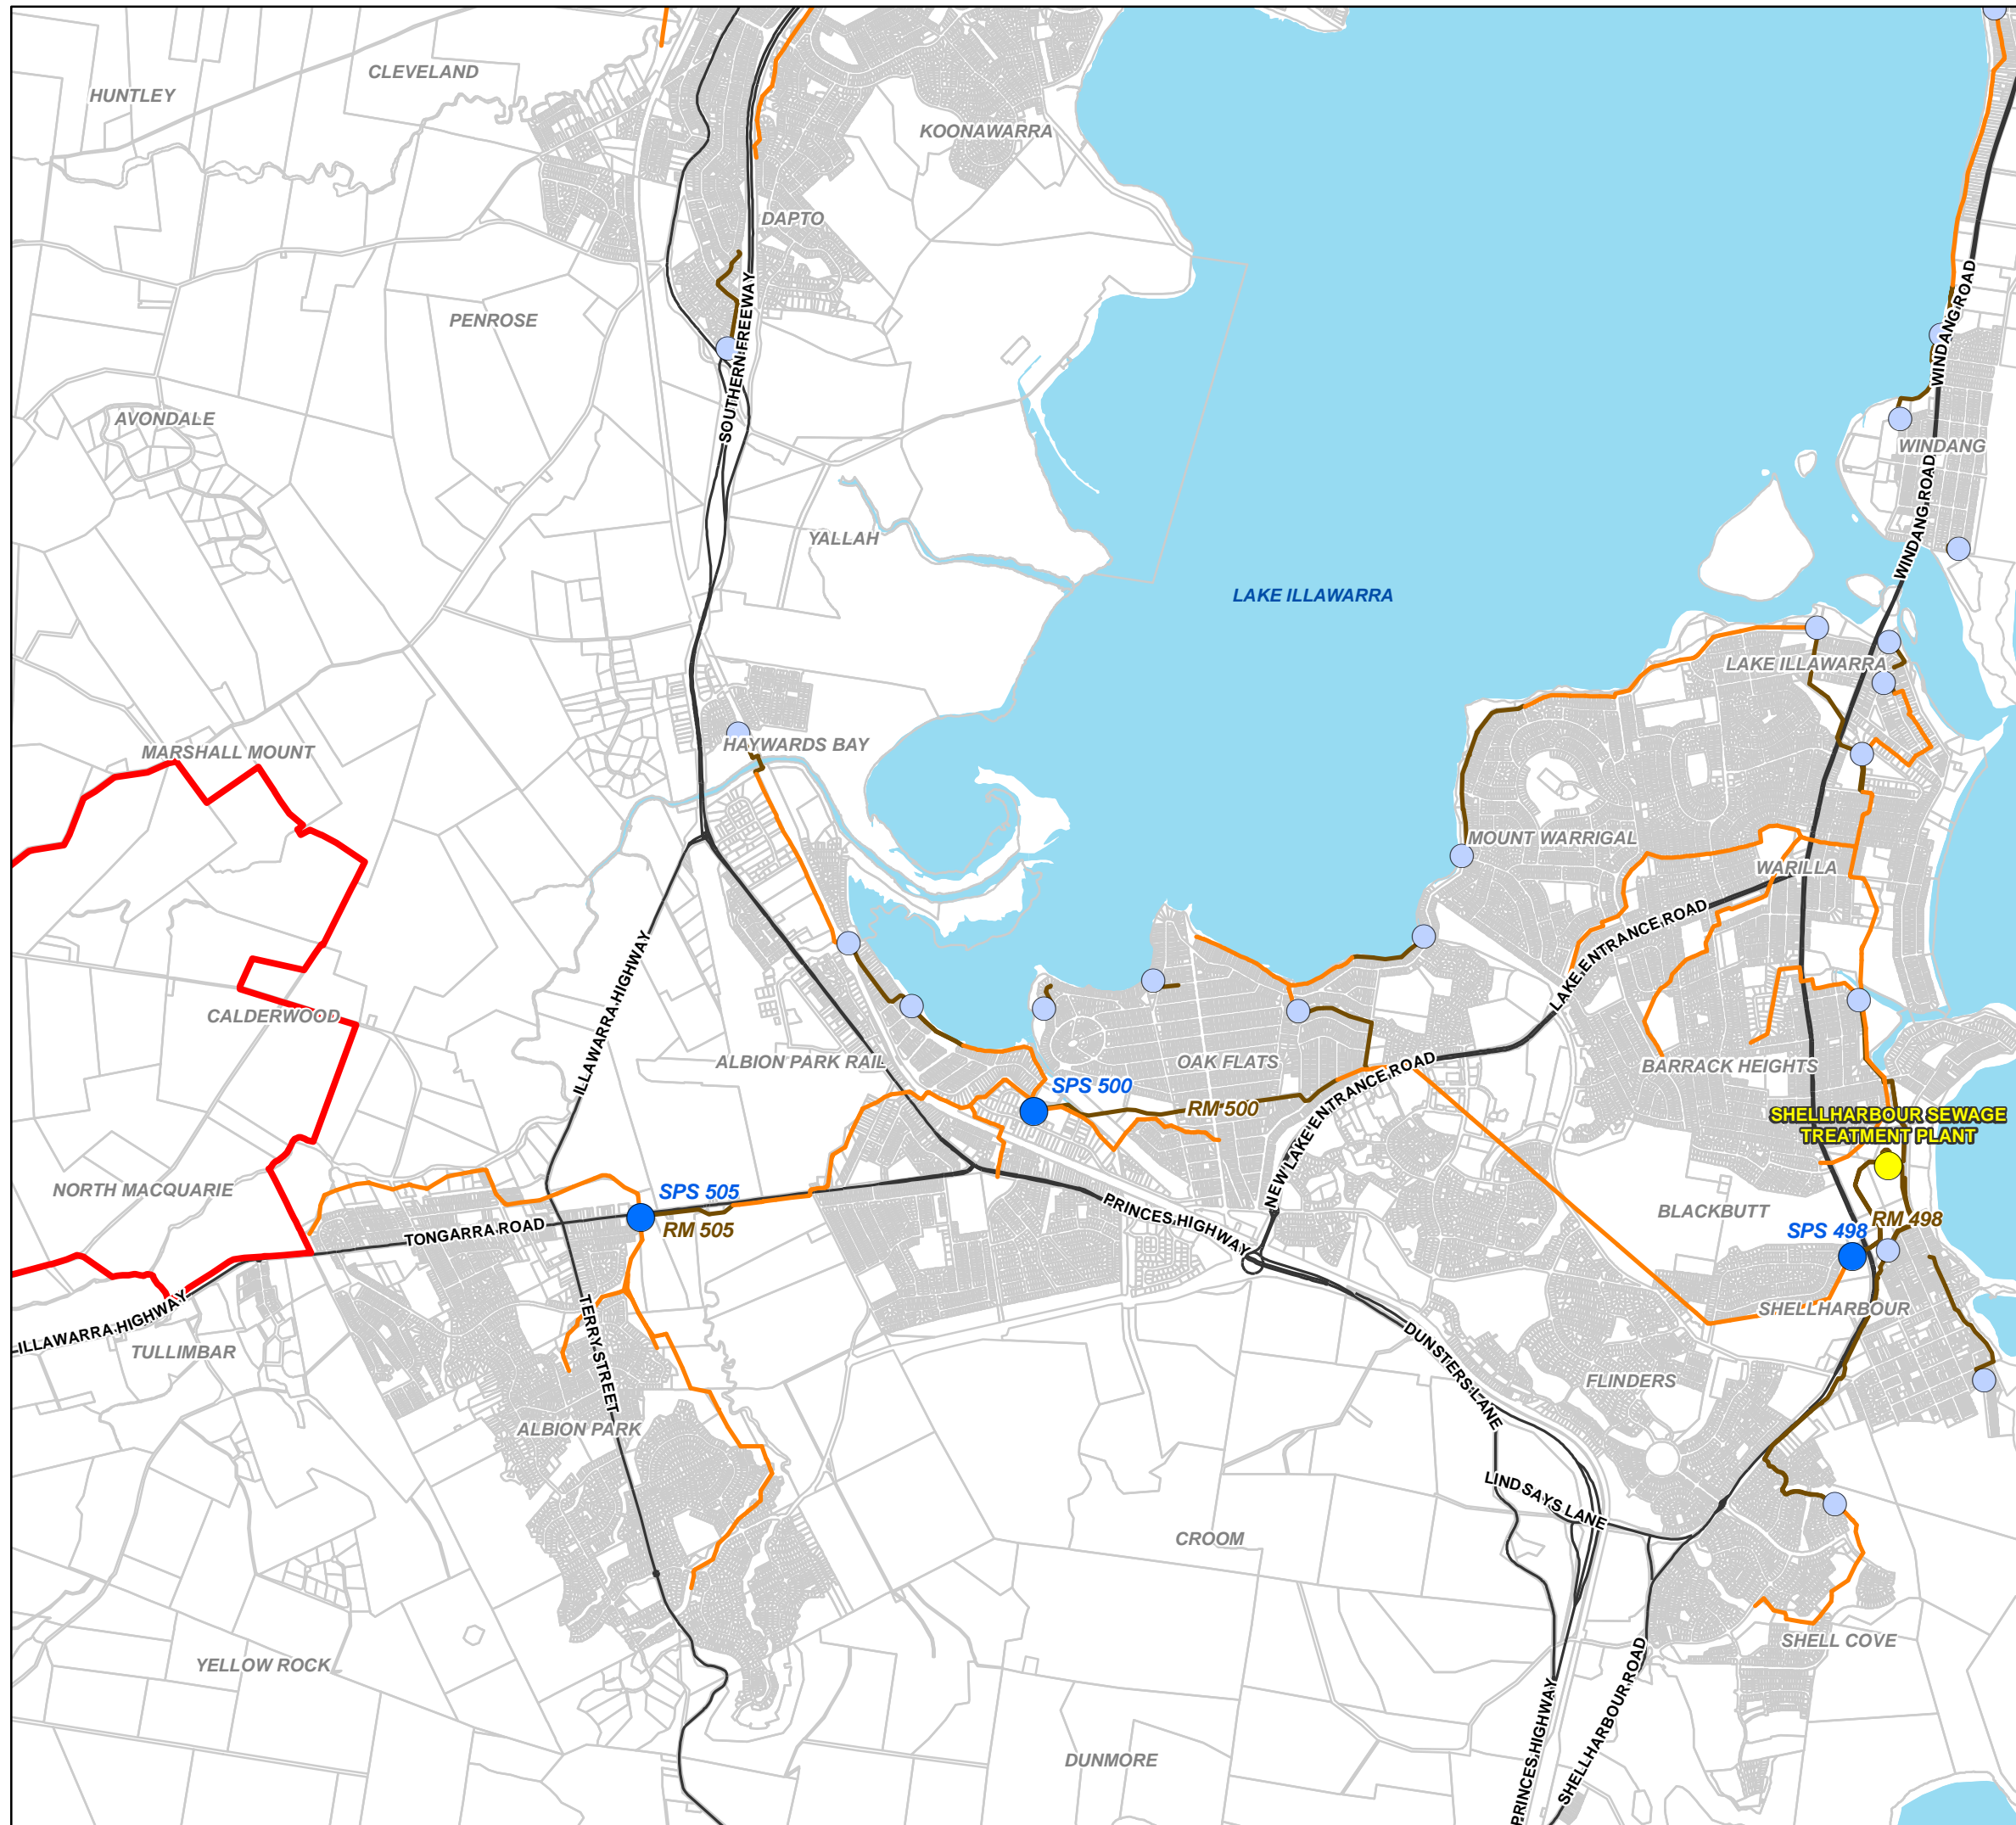 CLEVELAND
HUNTLEY
KOONAWARRA
DAPTO
PENROSE
SOUTHERN FREEWAY
WINDANG ROAD
AVONDALE
WINDANG
WINDANG ROAD
YALLAH
LAKE ILLAWARRA
LAKE ILLAWARRA
MARSHALL MOUNT
HAYWARDS BAY
MOUNT WARRIGAL
WARILLA
LAKE ENTRANCE ROAD
ILLAWARRA HIGHWAY
CALDERWOOD
ALBION PARK RAIL
OAK FLATS
BARRACK HEIGHTS
SPS 500
RM 500
NEW LAKE ENTRANCE ROAD
SHELLHARBOUR SEWAGE
TREATMENT PLANT
NORTH MACQUARIE
SPS 505
RM 505
TONGARRA ROAD
PRINCES HIGHWAY
BLACKBUTT
SPS 498
RM 498
SHELLHARBOUR
ILLAWARRA HIGHWAY
TULLIMBAR
TERRY STREET
DUNSTERS LANE
FLINDERS
ALBION PARK
LINDSAYS LANE
CROOM
SHELL COVE
YELLOW ROCK
PRINCES HIGHWAY
SHELLHARBOUR ROAD
DUNMORE